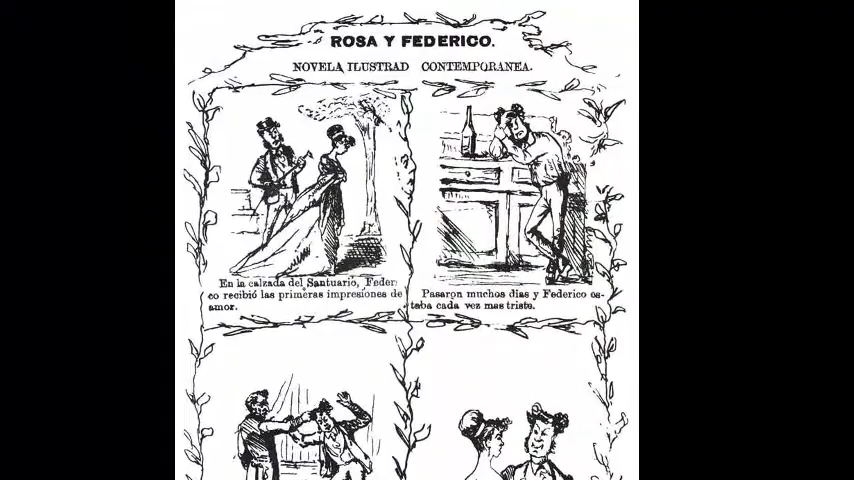 ROSA Y FEDERICO.
NOVELA ILUSTRAD CONTEMPORANEA.
En la calzada del Santuario, Feder
co recibió las primeras impresiones de
amor.
Pasaron muchos dias y Federico es-
taba cada vez mas triste.